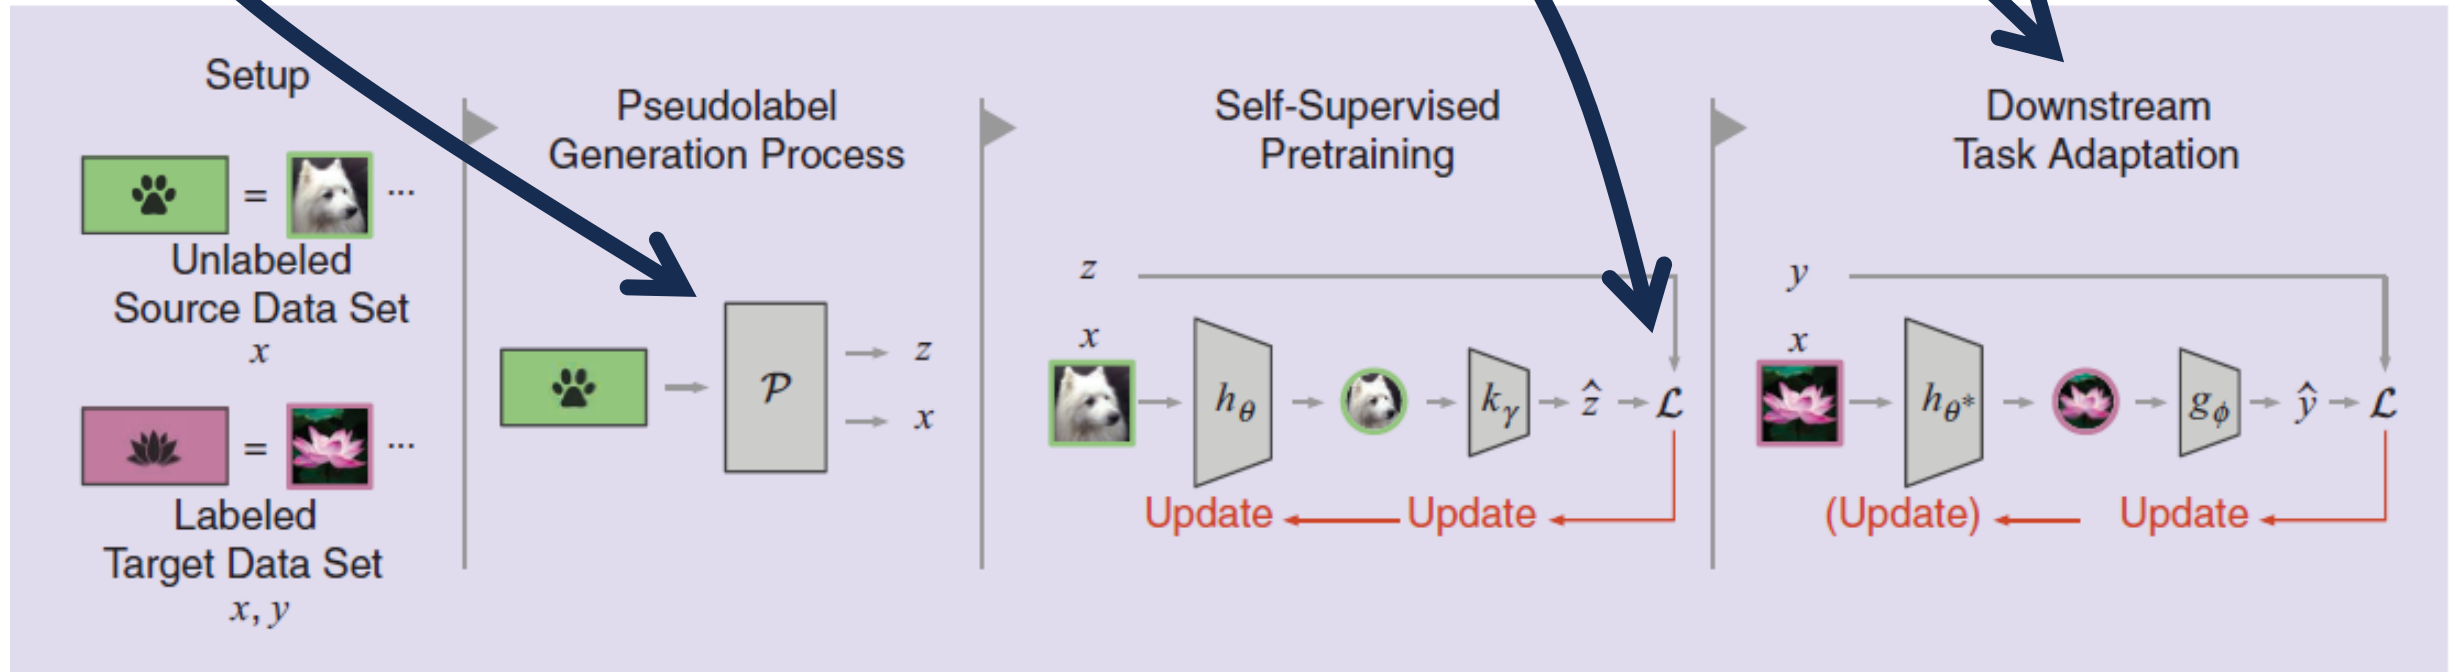 Setup
=
...
Unlabeled
Source Data Set
x
=
...
Labeled
Target Data Set
x, y
Pseudolabel
Generation Process
𝒫
z
x
Self-Supervised
Pretraining
z
x
hθ
kγ
ẑ
ℒ
Update
Update
Downstream
Task Adaptation
y
x
hθ*
gϕ
ŷ
ℒ
(Update)
Update